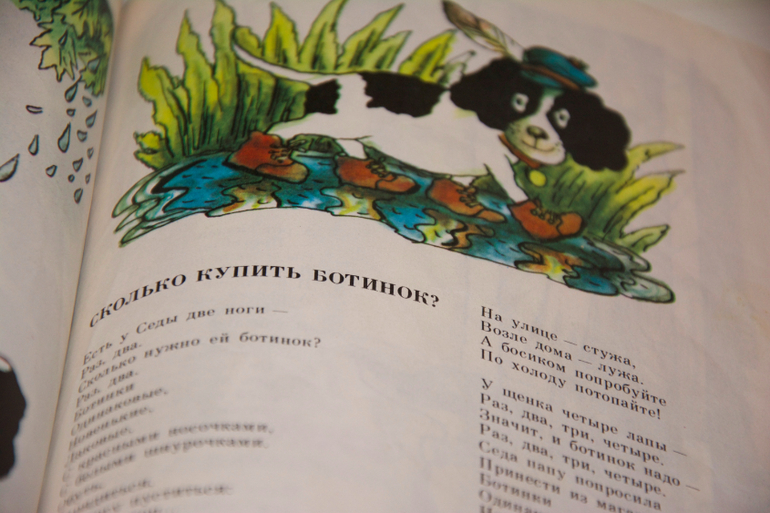 СКОЛЬКО КУПИТЬ БОТИНОК?
Есть у Седы две ноги —
Раз, два.
Сколько нужно ей ботинок?
Раз, два.
Ботинки
Одинаковые,
Новенькие,
Лаковые,
С красными носочками,
С белыми шнурочками.
На улице — стужа,
Возле дома — лужа.
А босиком попробуйте
По холоду потопайте!
У щенка четыре лапы —
Раз, два, три, четыре.
Значит, и ботинок надо —
Раз, два, три, четыре.
Седа папу попросила
Принести из
Ботинки